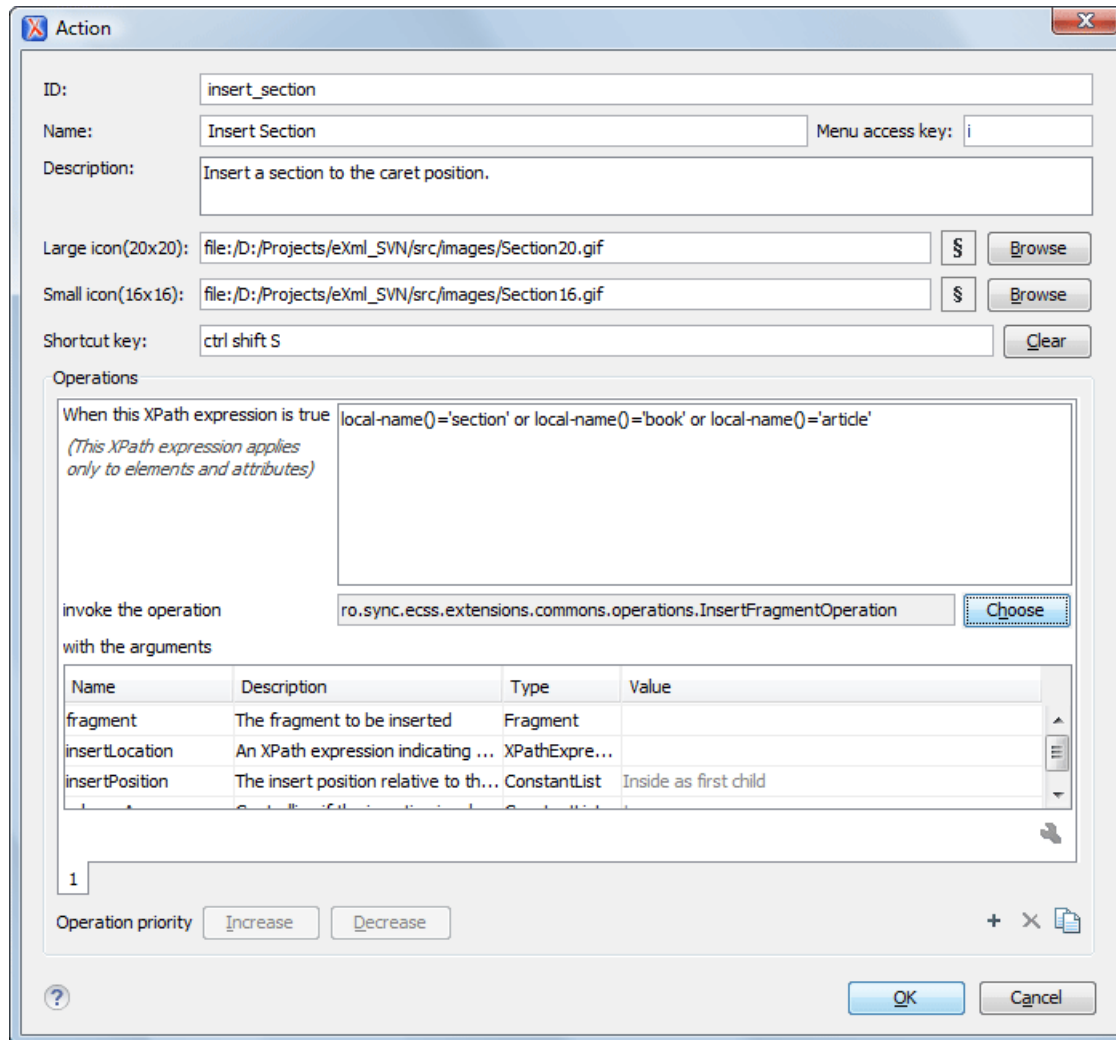 Action
ID: insert_section
Name: Insert Section Menu access key: i
Description: Insert a section to the caret position.
Large icon(20x20): file:/D:/Projects/eXml_SVN/src/images/Section20.gif § Browse
Small icon(16x16): file:/D:/Projects/eXml_SVN/src/images/Section16.gif § Browse
Shortcut key: ctrl shift S Clear
Operations
When this XPath expression is true local-name()='section' or local-name()='book' or local-name()='article'
(This XPath expression applies
only to elements and attributes)
invoke the operation ro.sync.ecss.extensions.commons.operations.InsertFragmentOperation Choose
with the arguments
Name Description Type Value
fragment The fragment to be inserted Fragment
insertLocation An XPath expression indicating ... XPathExpre...
insertPosition The insert position relative to th... ConstantList Inside as first child
1
Operation priority Increase Decrease
? OK Cancel